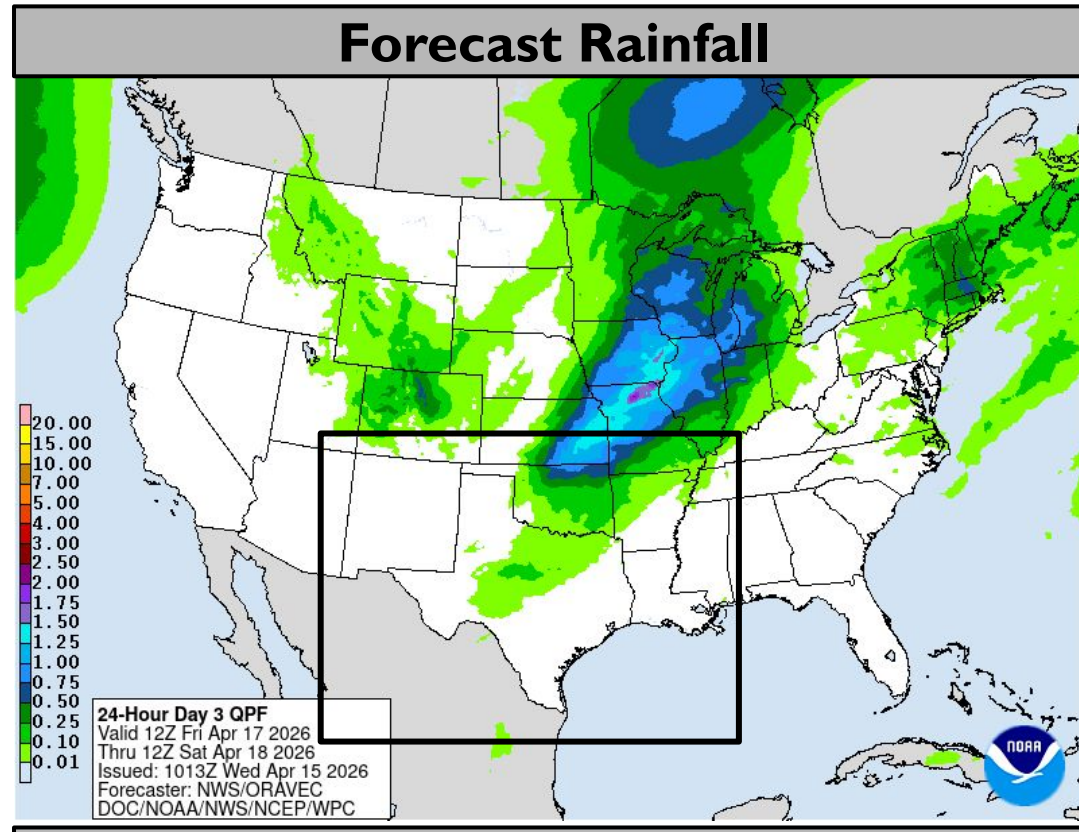 Forecast Rainfall
20.00
15.00
10.00
7.00
5.00
4.00
3.00
2.50
2.00
1.75
1.50
1.25
1.00
0.75
0.50
0.25
0.10
0.01
24-Hour Day 3 QPF
Valid 12Z Fri Apr 17 2026
Thru 12Z Sat Apr 18 2026
Issued: 1013Z Wed Apr 15 2026
Forecaster: NWS/ORAVEC
DOC/NOAA/NWS/NCEP/WPC
NOAA